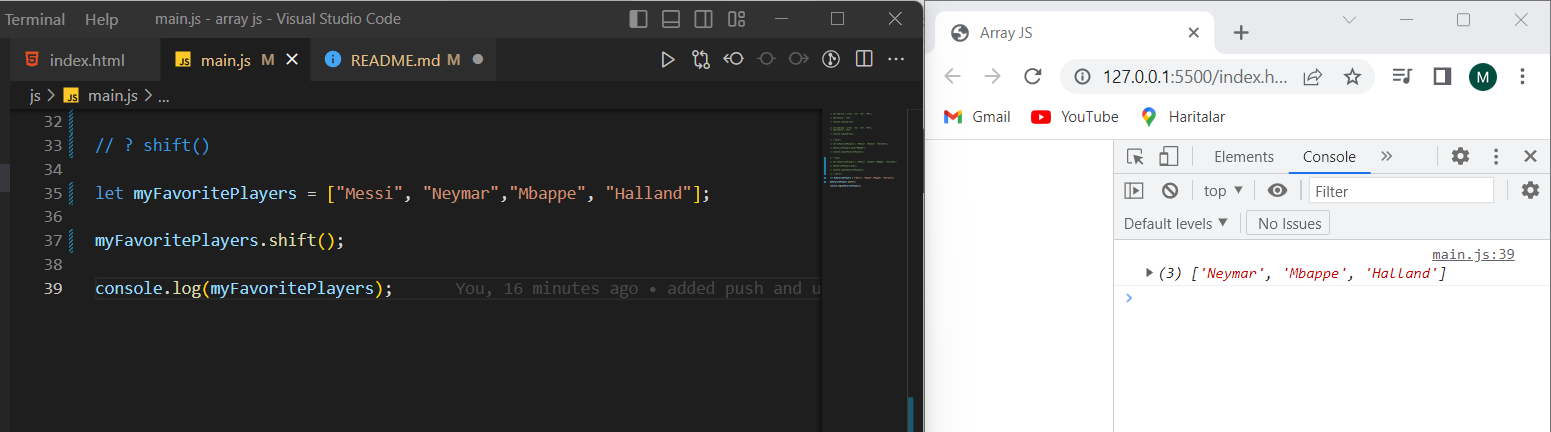 Terminal Help main.js - array js - Visual Studio Code
index.html JS main.js M README.md M
js > JS main.js > ...
32
33 // ? shift()
34
35 let myFavoritePlayers = ["Messi", "Neymar","Mbappe", "Halland"];
36
37 myFavoritePlayers.shift();
38
39 console.log(myFavoritePlayers); You, 16 minutes ago • added push and u
Array JS
127.0.0.1:5500/index.h... M
Gmail YouTube Haritalar
Elements Console »
top Filter
Default levels No Issues
main.js:39
(3) ['Neymar', 'Mbappe', 'Halland']